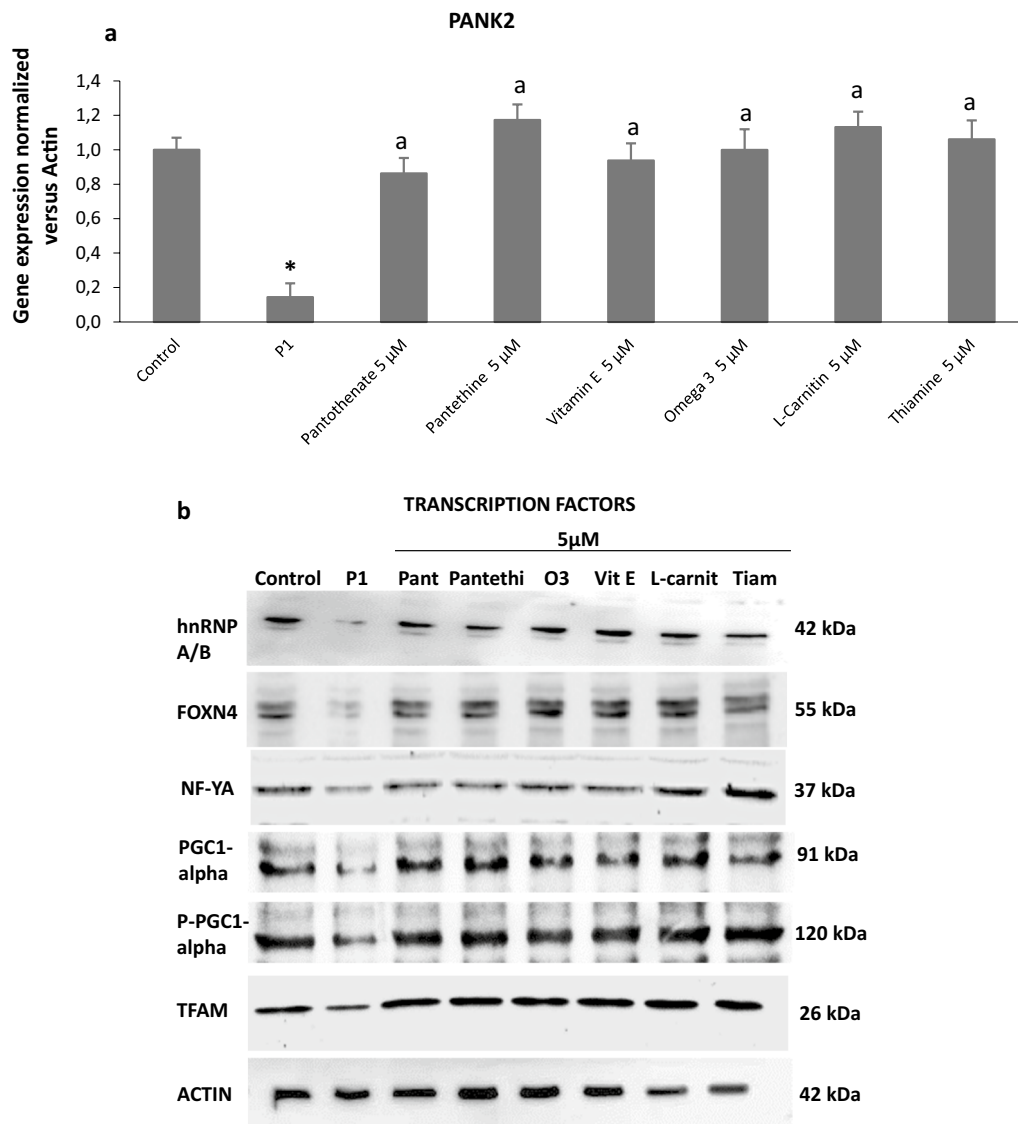 PANK2
a
Gene expression normalized
versus Actin
1,4
1,2
1,0
0,8
0,6
0,4
0,2
0,0
*
a
a
a
a
a
a
Control
P1
Pantothenate 5 µM
Pantethine 5 µM
Vitamin E 5 µM
Omega 3 5 µM
L-Carnitin 5 µM
Thiamine 5 µM
b
TRANSCRIPTION FACTORS
5µM
Control P1 Pant Pantethi O3 Vit E L-carnit Tiam
hnRNP
A/B
42 kDa
FOXN4
55 kDa
NF-YA
37 kDa
PGC1-
alpha
91 kDa
P-PGC1-
alpha
120 kDa
TFAM
26 kDa
ACTIN
42 kDa